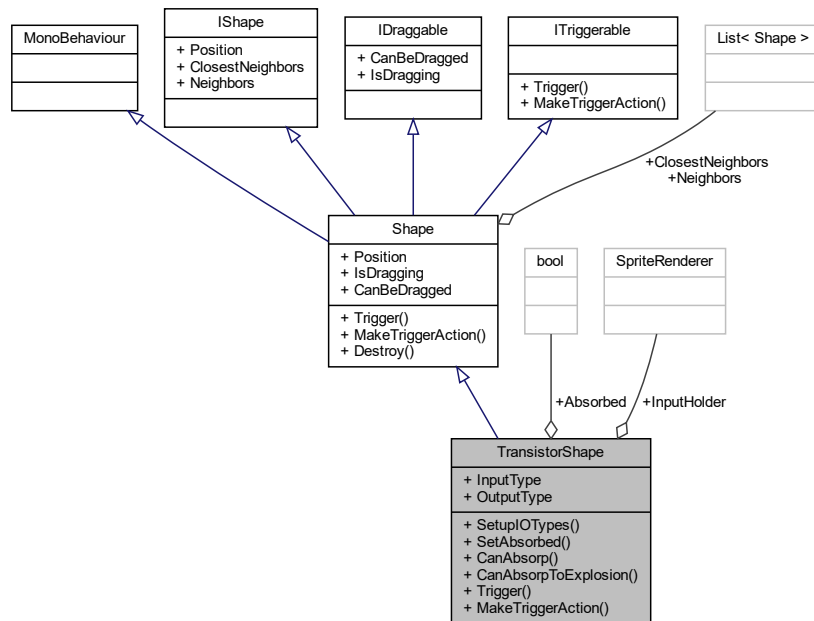 MonoBehaviour
IShape
+ Position
+ ClosestNeighbors
+ Neighbors
IDraggable
+ CanBeDragged
+ IsDragging
ITriggerable
+ Trigger()
+ MakeTriggerAction()
List< Shape >
+ClosestNeighbors
+Neighbors
Shape
+ Position
+ IsDragging
+ CanBeDragged
+ Trigger()
+ MakeTriggerAction()
+ Destroy()
bool
SpriteRenderer
+Absorbed
+InputHolder
TransistorShape
+ InputType
+ OutputType
+ SetupIOTypes()
+ SetAbsorbed()
+ CanAbsorp()
+ CanAbsorpToExplosion()
+ Trigger()
+ MakeTriggerAction()